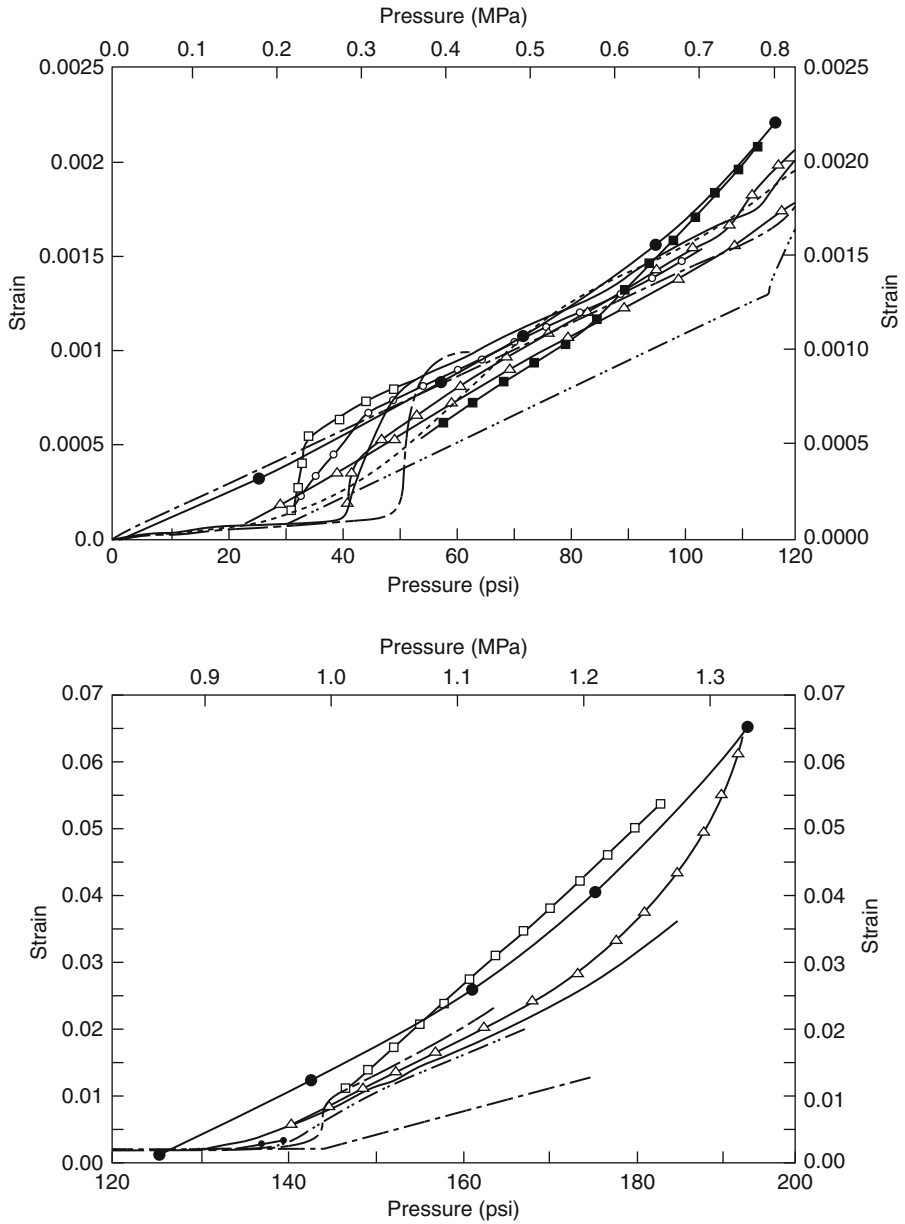 Pressure (MPa)
0.0 0.1 0.2 0.3 0.4 0.5 0.6 0.7 0.8
0.0025 0.0025
0.002 0.0020
0.0015 0.0015
Strain Strain
0.001 0.0010
0.0005 0.0005
0.0 0.0000
0 20 40 60 80 100 120
Pressure (psi)
Pressure (MPa)
0.9 1.0 1.1 1.2 1.3
0.07 0.07
0.06 0.06
0.05 0.05
0.04 0.04
Strain Strain
0.03 0.03
0.02 0.02
0.01 0.01
0.00 0.00
120 140 160 180 200
Pressure (psi)